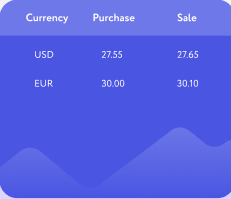 Currency Purchase Sale
USD 27.55 27.65
EUR 30.00 30.10